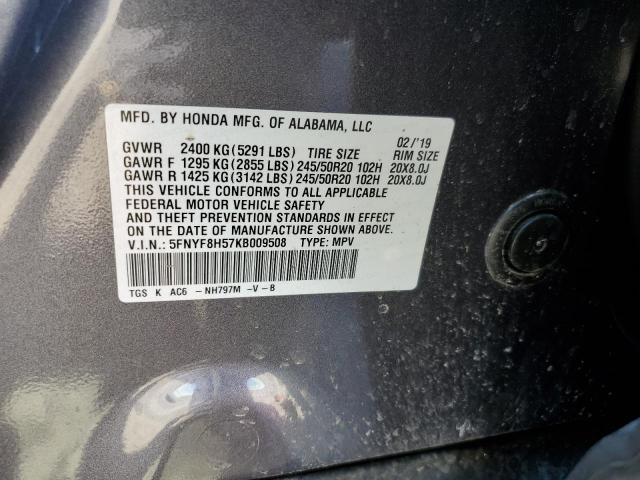 MFD. BY HONDA MFG. OF ALABAMA, LLC
02/'19
GVWR 2400 KG (5291 LBS) TIRE SIZE RIM SIZE
GAWR F 1295 KG (2855 LBS) 245/50R20 102H 20X8.0J
GAWR R 1425 KG (3142 LBS) 245/50R20 102H 20X8.0J
THIS VEHICLE CONFORMS TO ALL APPLICABLE
FEDERAL MOTOR VEHICLE SAFETY
AND THEFT PREVENTION STANDARDS IN EFFECT
ON THE DATE OF MANUFACTURE SHOWN ABOVE.
V.I.N.: 5FNYF8H57KB009508 TYPE: MPV
TGS K AC6 -NH797M -V-B